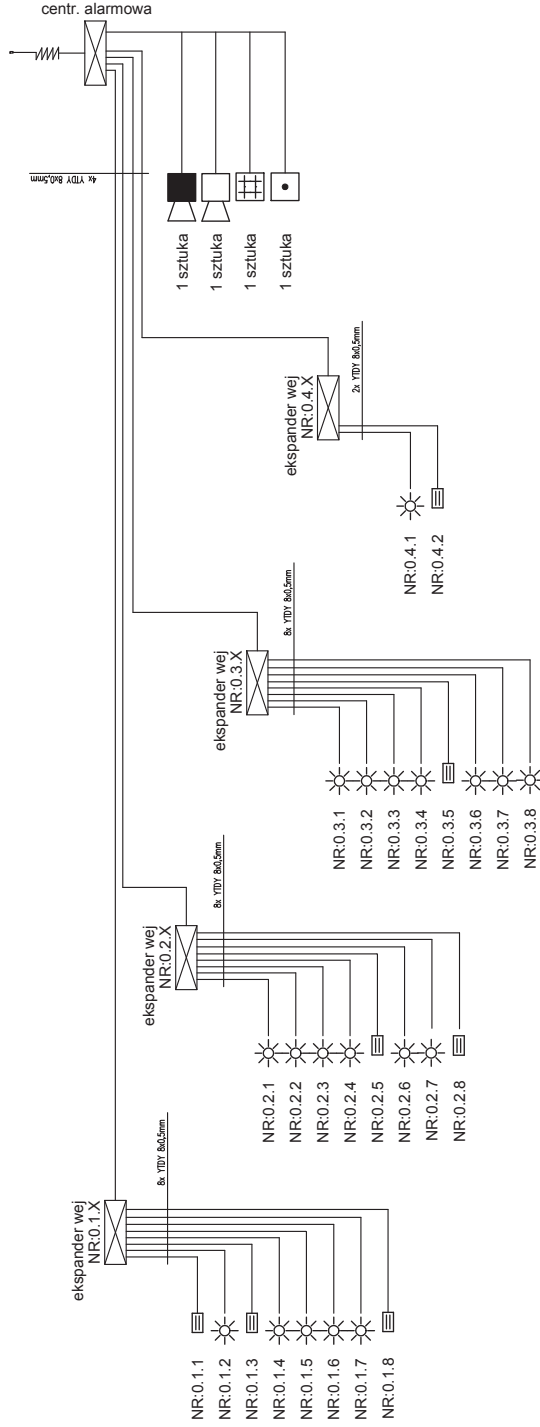 centr. alarmowa
4x YTDY 8x0,5mm
1 sztuka
1 sztuka
1 sztuka
1 sztuka
ekspander wej
NR:0.4.X
2x YTDY 8x0,5mm
NR:0.4.1
NR:0.4.2
ekspander wej
NR:0.3.X
8x YTDY 8x0,5mm
NR:0.3.1
NR:0.3.2
NR:0.3.3
NR:0.3.4
NR:0.3.5
NR:0.3.6
NR:0.3.7
NR:0.3.8
ekspander wej
NR:0.2.X
8x YTDY 8x0,5mm
NR:0.2.1
NR:0.2.2
NR:0.2.3
NR:0.2.4
NR:0.2.5
NR:0.2.6
NR:0.2.7
NR:0.2.8
ekspander wej
NR:0.1.X
8x YTDY 8x0,5mm
NR:0.1.1
NR:0.1.2
NR:0.1.3
NR:0.1.4
NR:0.1.5
NR:0.1.6
NR:0.1.7
NR:0.1.8